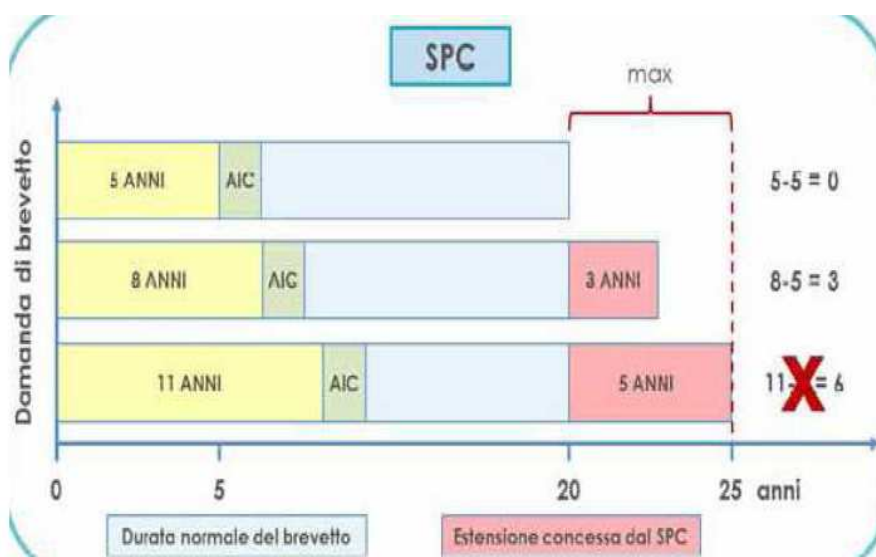 SPC
max
Damanda di brevetto
5 ANNI
AIC
5-5 = 0
8 ANNI
AIC
3 ANNI
8-5 = 3
11 ANNI
AIC
5 ANNI
11- = 6
0
5
20
25
anni
Durata normale del brevetto
Estensione concessa dal SPC